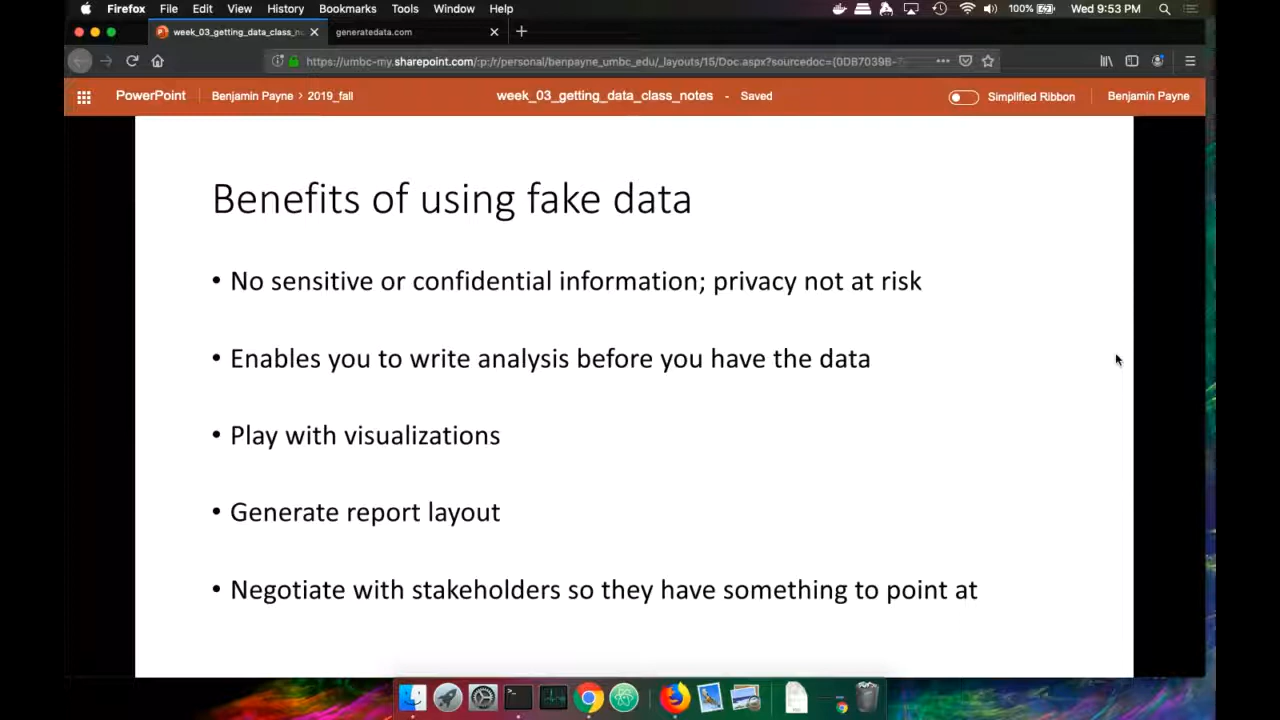 Firefox File Edit View History Bookmarks Tools Window Help 100% Wed 9:53 PM
week_03_getting_data_class_n generatedata.com
https://umbc-my.sharepoint.com/:p:/r/personal/benpayne_umbc_edu/_layouts/15/Doc.aspx?sourcedoc={0DB7039B-
PowerPoint Benjamin Payne > 2019_fall week_03_getting_data_class_notes - Saved Simplified Ribbon Benjamin Payne
Benefits of using fake data
• No sensitive or confidential information; privacy not at risk
• Enables you to write analysis before you have the data
• Play with visualizations
• Generate report layout
• Negotiate with stakeholders so they have something to point at